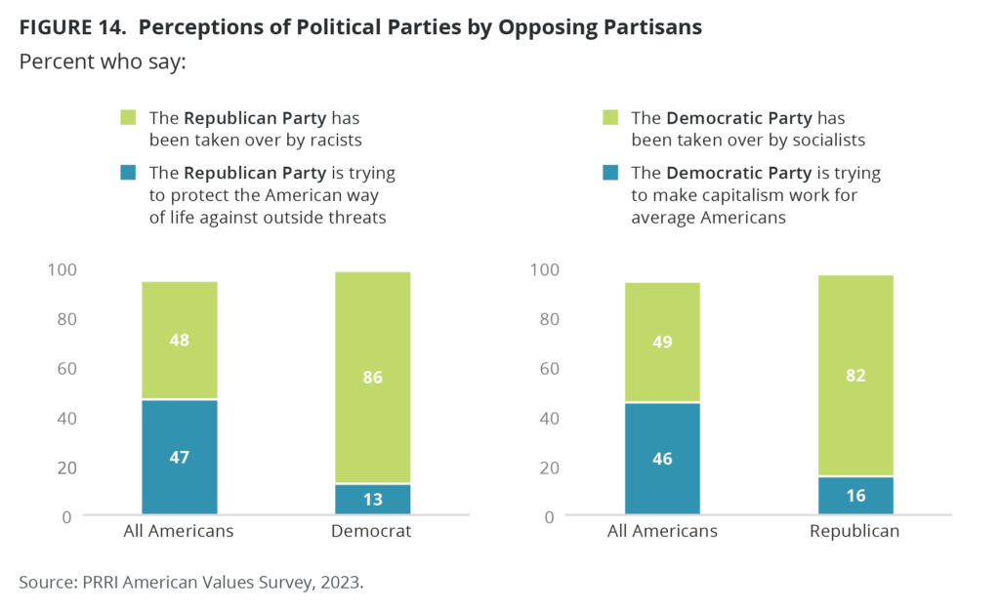 FIGURE 14.  Perceptions of Political Parties by Opposing Partisans
Percent who say:
The Republican Party has
been taken over by racists
The Republican Party is trying
to protect the American way
of life against outside threats
100
80
60
40
20
0
48
47
86
13
All Americans
Democrat
The Democratic Party has
been taken over by socialists
The Democratic Party is trying
to make capitalism work for
average Americans
100
80
60
40
20
0
49
46
82
16
All Americans
Republican
Source: PRRI American Values Survey, 2023.